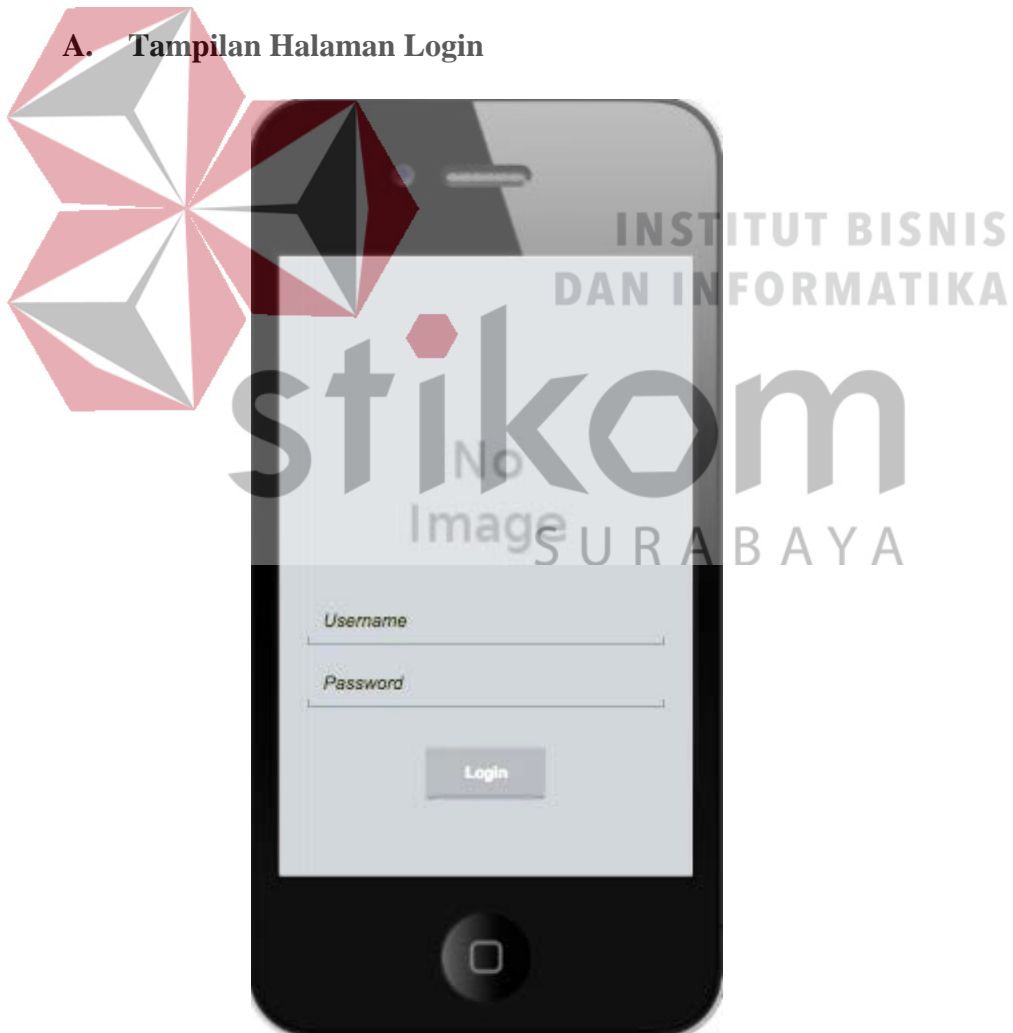 A. Tampilan Halaman Login
INSTITUT BISNIS
DAN INFORMATIKA
stikom
SURABAYA
No
Image
Username
Password
Login